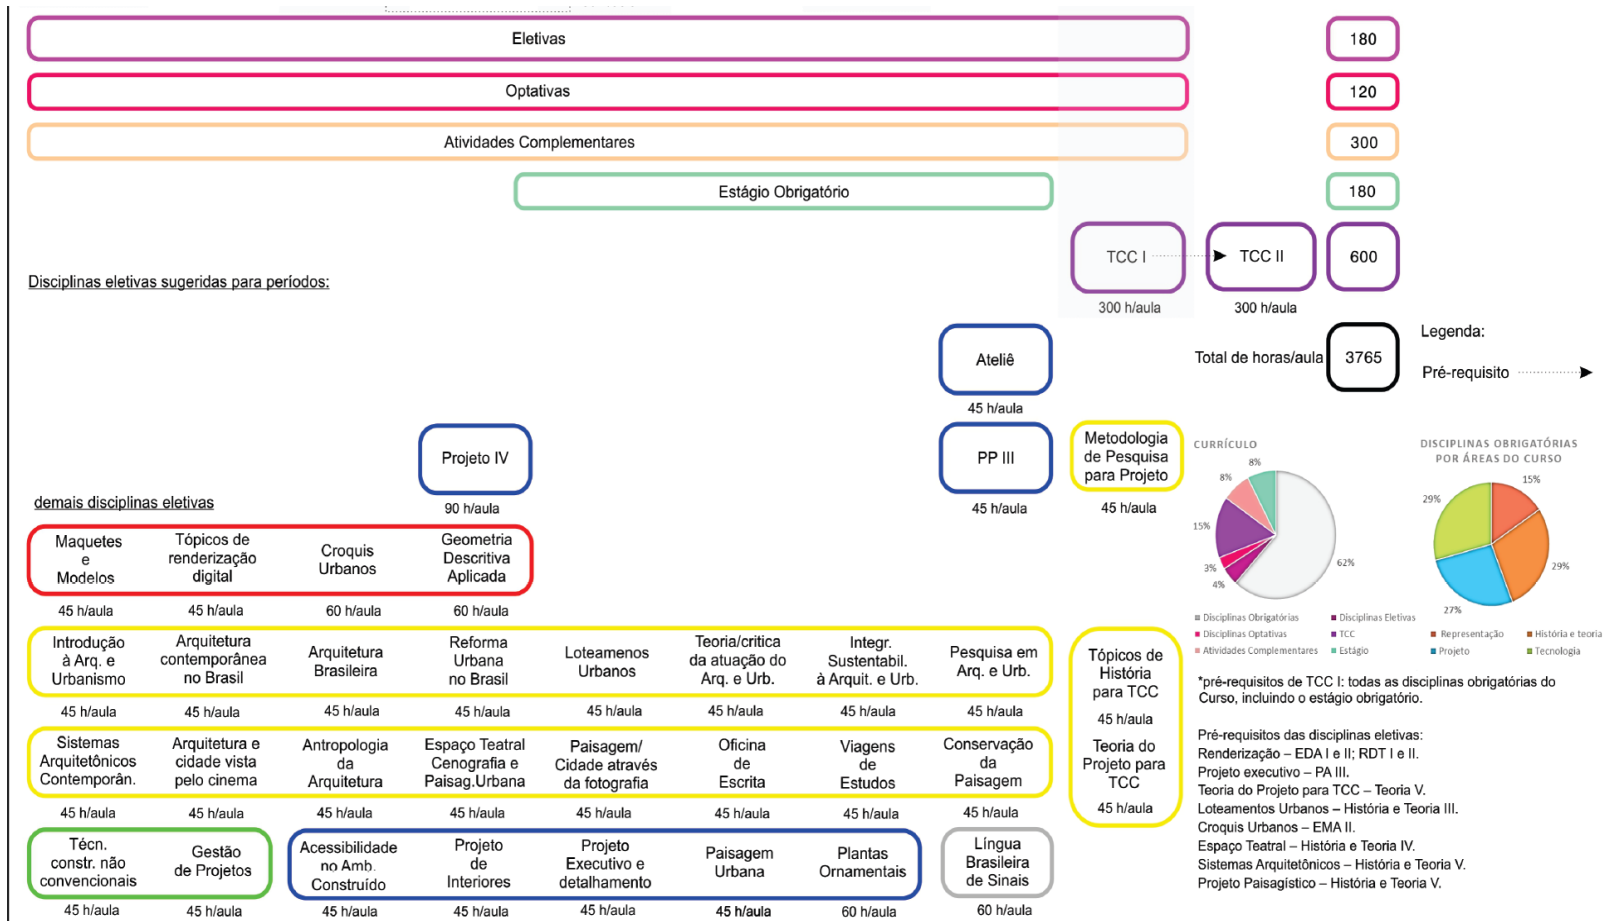 Eletivas
180
Optativas
120
Atividades Complementares
300
Estágio Obrigatório
180
TCC I
TCC II
600
300 h/aula
300 h/aula
Disciplinas eletivas sugeridas para períodos:
Ateliê
45 h/aula
Total de horas/aula
3765
Legenda:
Pré-requisito
Projeto IV
90 h/aula
PP III
45 h/aula
Metodologia
de Pesquisa
para Projeto
45 h/aula
CURRÍCULO
8%
8%
15%
3%
4%
62%
Disciplinas Obrigatórias
Disciplinas Eletivas
Disciplinas Optativas
TCC
Atividades Complementares
Estágio
DISCIPLINAS OBRIGATÓRIAS
POR ÁREAS DO CURSO
15%
29%
29%
27%
Representação
História e teoria
Projeto
Tecnologia
demais disciplinas eletivas
Maquetes
e
Modelos
45 h/aula
Tópicos de
renderização
digital
45 h/aula
Croquis
Urbanos
60 h/aula
Geometria
Descritiva
Aplicada
60 h/aula
Introdução
à Arq. e
Urbanismo
45 h/aula
Arquitetura
contemporânea
no Brasil
45 h/aula
Arquitetura
Brasileira
45 h/aula
Reforma
Urbana
no Brasil
45 h/aula
Loteamenos
Urbanos
45 h/aula
Teoria/critica
da atuação do
Arq. e Urb.
45 h/aula
Integr.
Sustentabil.
à Arquit. e Urb.
45 h/aula
Pesquisa em
Arq. e Urb.
45 h/aula
Tópicos de
História
para TCC
45 h/aula
Teoria do
Projeto para
TCC
45 h/aula
Sistemas
Arquitetônicos
Contemporân.
45 h/aula
Arquitetura e
cidade vista
pelo cinema
45 h/aula
Antropologia
da
Arquitetura
45 h/aula
Espaço Teatral
Cenografia e
Paisag.Urbana
45 h/aula
Paisagem/
Cidade através
da fotografia
45 h/aula
Oficina
de
Escrita
45 h/aula
Viagens
de
Estudos
45 h/aula
Conservação
da
Paisagem
45 h/aula
Técn.
constr. não
convencionais
45 h/aula
Gestão
de Projetos
45 h/aula
Acessibilidade
no Amb.
Construído
45 h/aula
Projeto
de
Interiores
45 h/aula
Projeto
Executivo e
detalhamento
45 h/aula
Paisagem
Urbana
45 h/aula
Plantas
Ornamentais
60 h/aula
Língua
Brasileira
de Sinais
60 h/aula
*pré-requisitos de TCC I: todas as disciplinas obrigatórias do
Curso, incluindo o estágio obrigatório.
Pré-requisitos das disciplinas eletivas:
Renderização – EDA I e II; RDT I e II.
Projeto executivo – PA III.
Teoria do Projeto para TCC – Teoria V.
Loteamentos Urbanos – História e Teoria III.
Croquis Urbanos – EMA II.
Espaço Teatral – História e Teoria IV.
Sistemas Arquitetônicos – História e Teoria V.
Projeto Paisagístico – História e Teoria V.